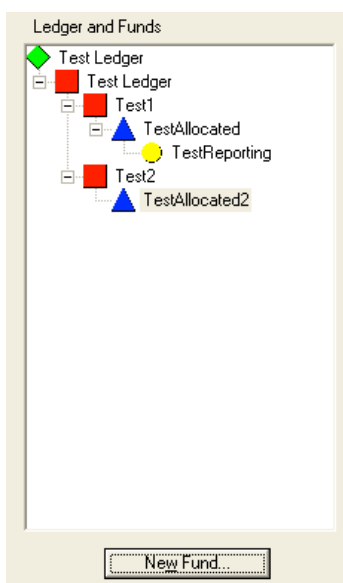 Ledger and Funds
Test Ledger
Test Ledger
Test1
TestAllocated
TestReporting
Test2
TestAllocated2
New Fund...